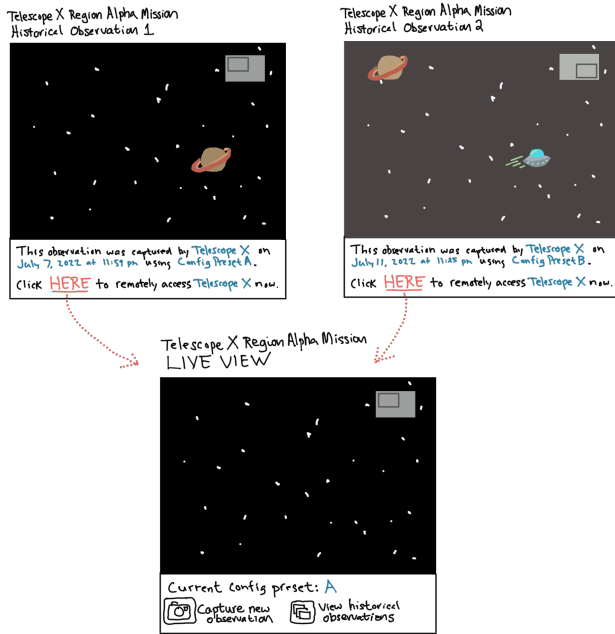 Telescope X Region Alpha Mission
Historical Observation 1
This observation was captured by Telescope X on
July 7, 2022 at 11:59 pm using Config Preset A.
Click HERE to remotely access Telescope X now.
Telescope X Region Alpha Mission
Historical Observation 2
This observation was captured by Telescope X on
July 11, 2022 at 11:25 pm using Config Preset B.
Click HERE to remotely access Telescope X now.
Telescope X Region Alpha Mission
LIVE VIEW
Current config preset: A
Capture new
observation
View historical
observations